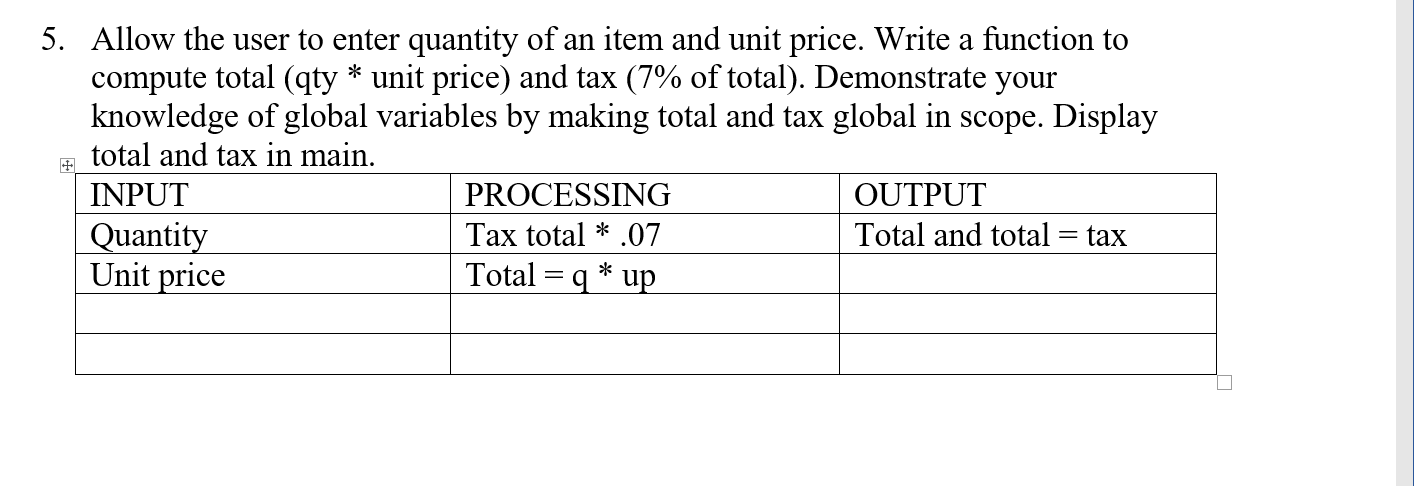 5. Allow the user to enter quantity of an item and unit price. Write a function to
compute total (qty * unit price) and tax (7% of total). Demonstrate your
knowledge of global variables by making total and tax global in scope. Display
total and tax in main.
INPUT PROCESSING OUTPUT
Quantity Tax total * .07 Total and total = tax
Unit price Total = q * up